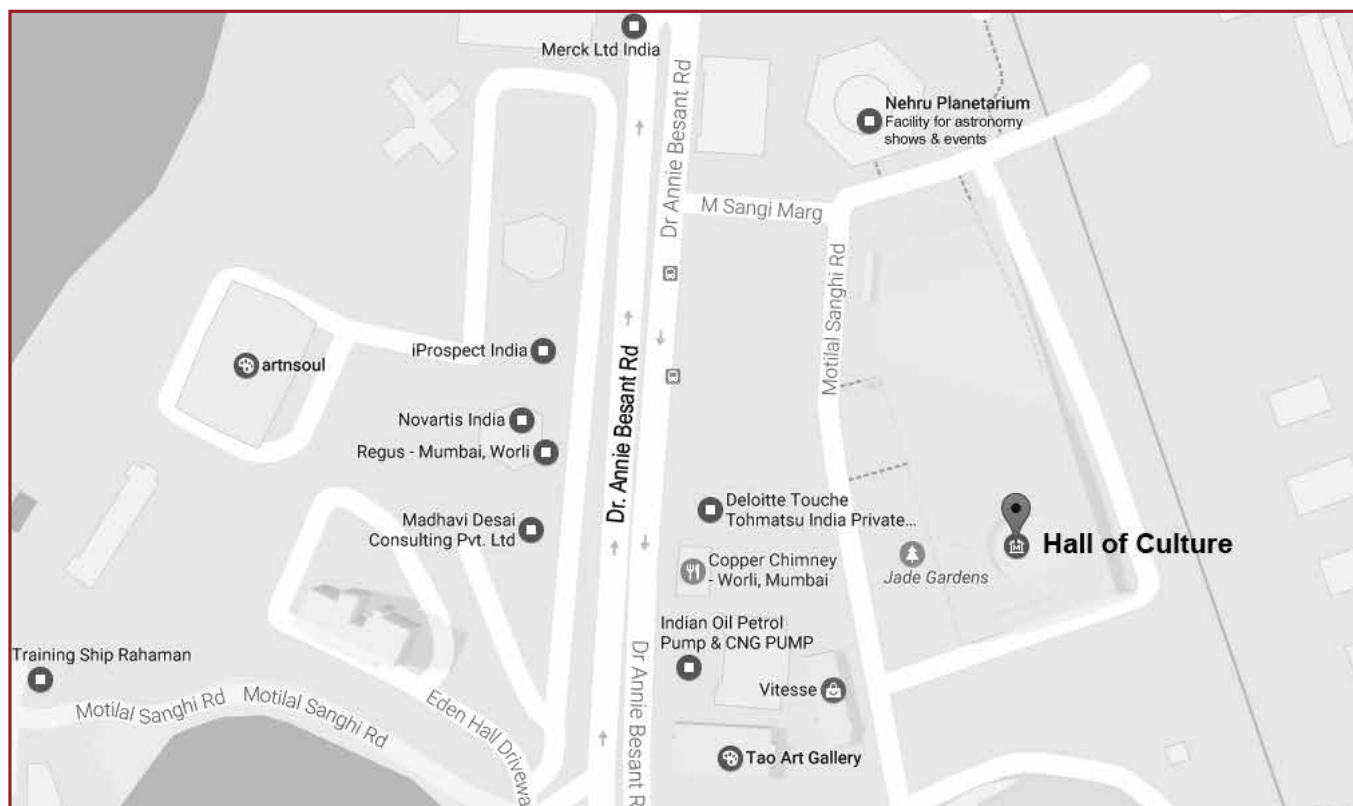 Merck Ltd India
Dr Annie Besant Rd
Nehru Planetarium
Facility for astronomy
shows & events
M Sangi Marg
Motilal Sanghi Rd
iProspect India
artnsoul
Dr. Annie Besant Rd
Novartis India
Regus - Mumbai, Worli
Deloitte Touche
Tohmatsu India Private...
Madhavi Desai
Consulting Pvt. Ltd
Hall of Culture
Copper Chimney
- Worli, Mumbai
Jade Gardens
Indian Oil Petrol
Pump & CNG PUMP
Training Ship Rahaman
Vitesse
Motilal Sanghi Rd
Motilal Sanghi Rd
Eden Hall Drivewa
Dr Annie Besant R
Tao Art Gallery